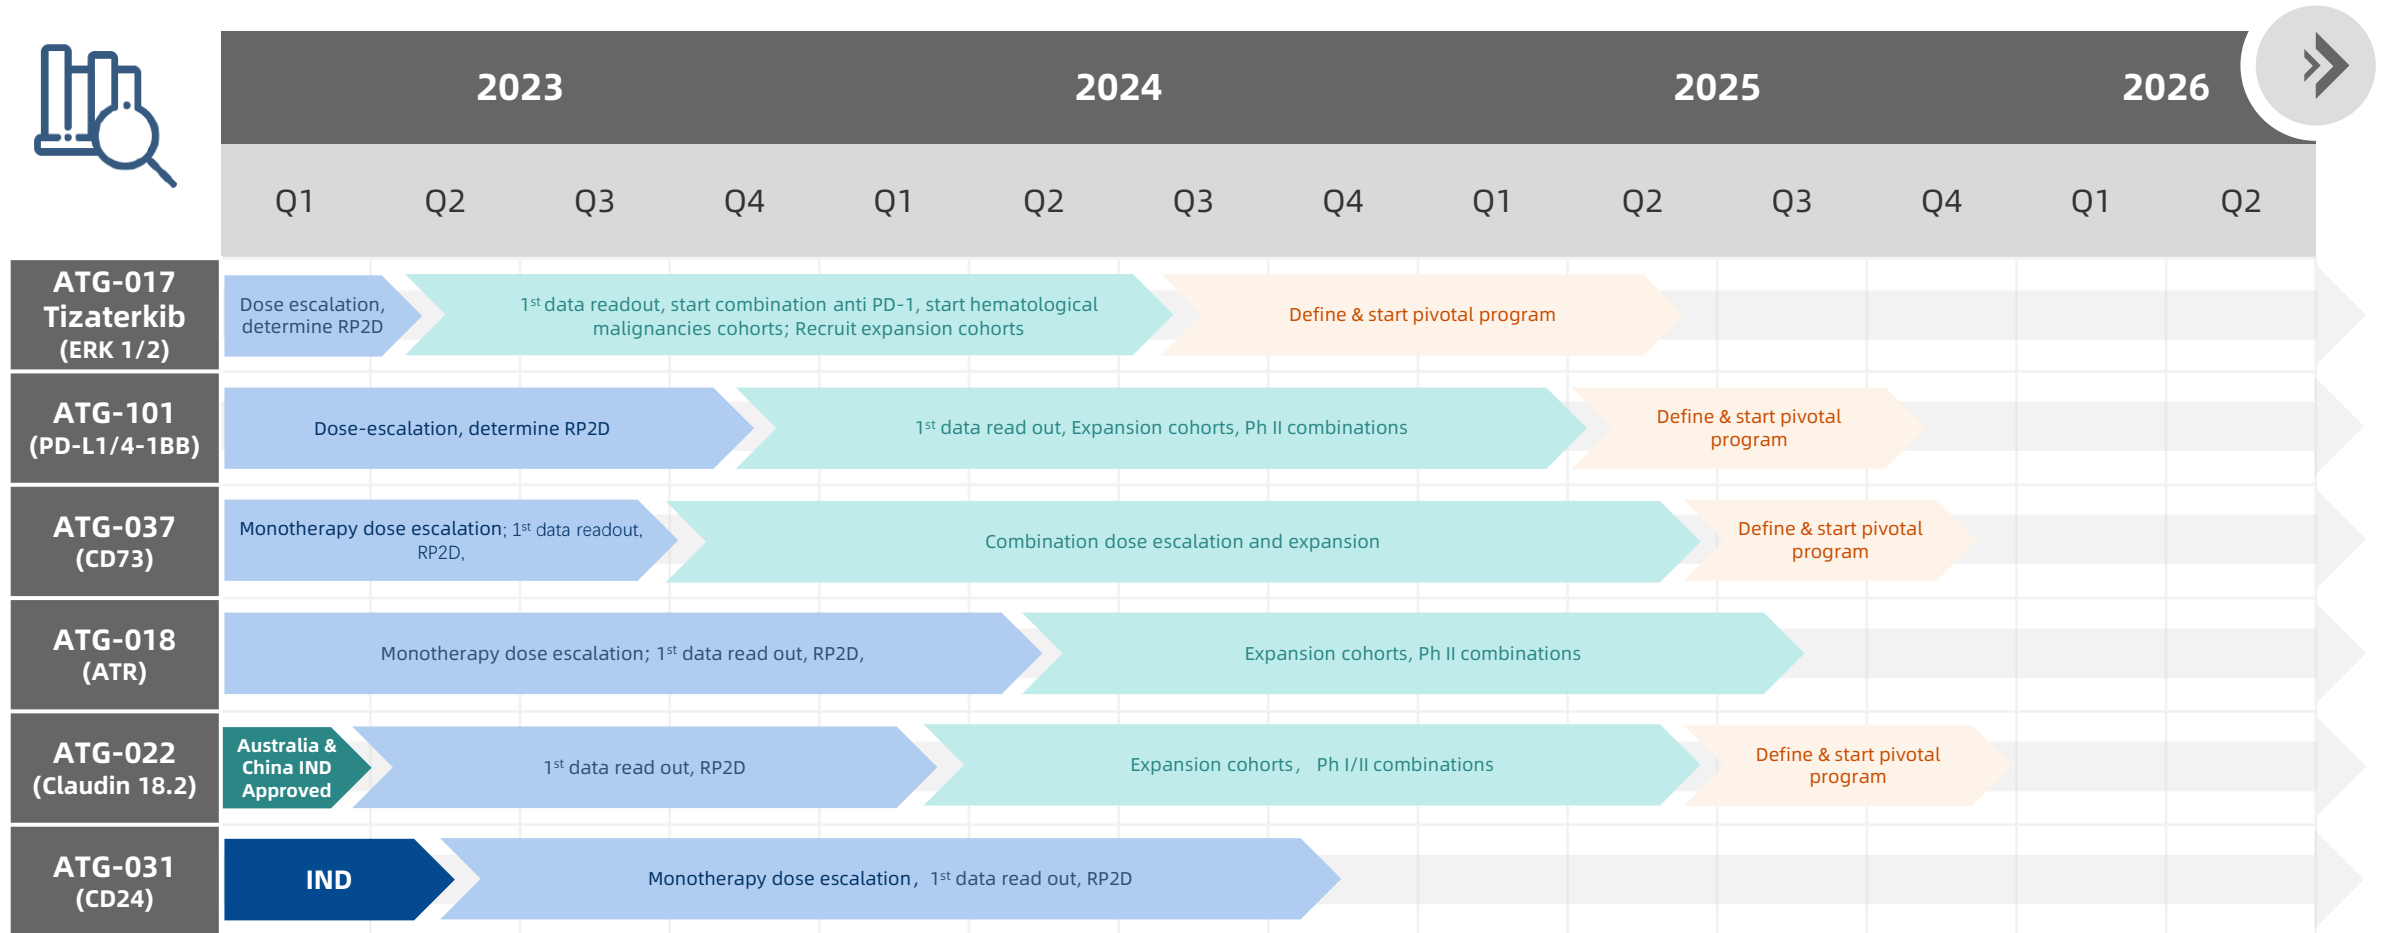 2023 2024 2025 2026
Q1 Q2 Q3 Q4 Q1 Q2 Q3 Q4 Q1 Q2 Q3 Q4 Q1 Q2
ATG-017
Tizaterkib
(ERK 1/2)
Dose escalation,
determine RP2D
1st data readout, start combination anti PD-1, start hematological
malignancies cohorts; Recruit expansion cohorts
Define & start pivotal program
ATG-101
(PD-L1/4-1BB)
Dose-escalation, determine RP2D
1st data read out, Expansion cohorts, Ph II combinations
Define & start pivotal
program
ATG-037
(CD73)
Monotherapy dose escalation; 1st data readout,
RP2D,
Combination dose escalation and expansion
Define & start pivotal
program
ATG-018
(ATR)
Monotherapy dose escalation; 1st data read out, RP2D,
Expansion cohorts, Ph II combinations
ATG-022
(Claudin 18.2)
Australia &
China IND
Approved
1st data read out, RP2D
Expansion cohorts， Ph I/II combinations
Define & start pivotal
program
ATG-031
(CD24)
IND
Monotherapy dose escalation，1st data read out, RP2D